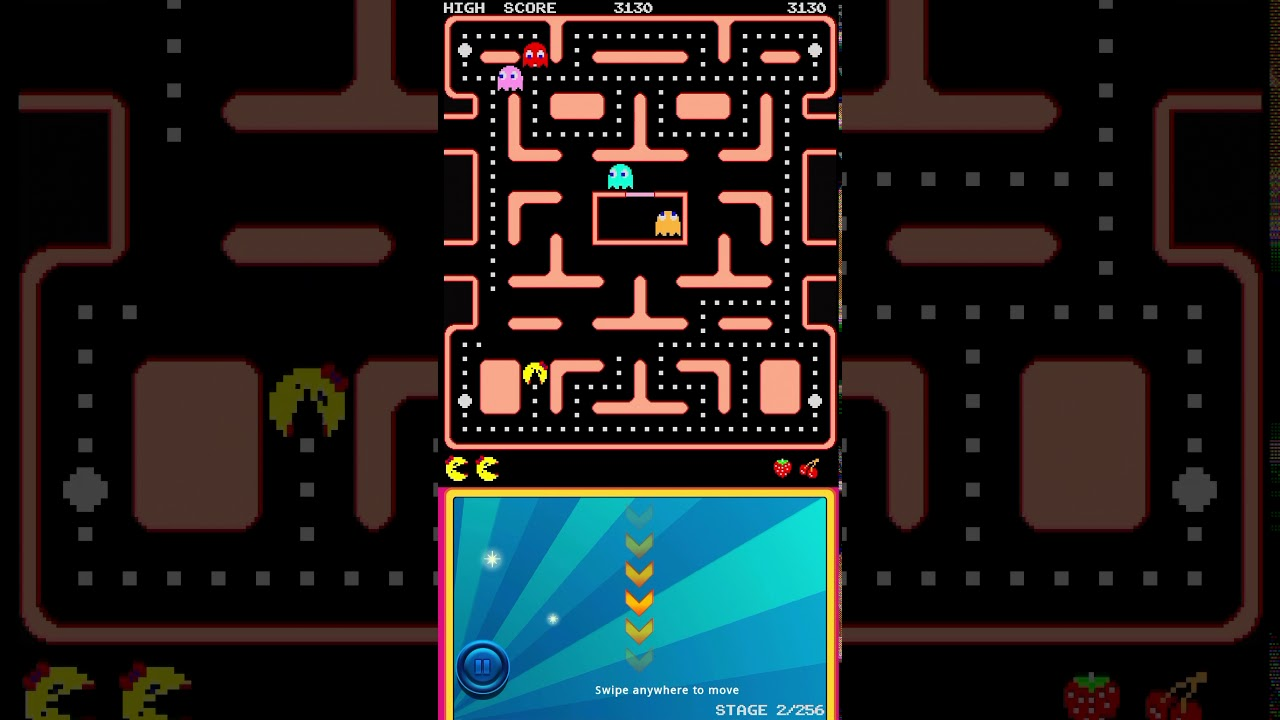 HIGH SCORE 3130 3130
Swipe anywhere to move
STAGE 2/256